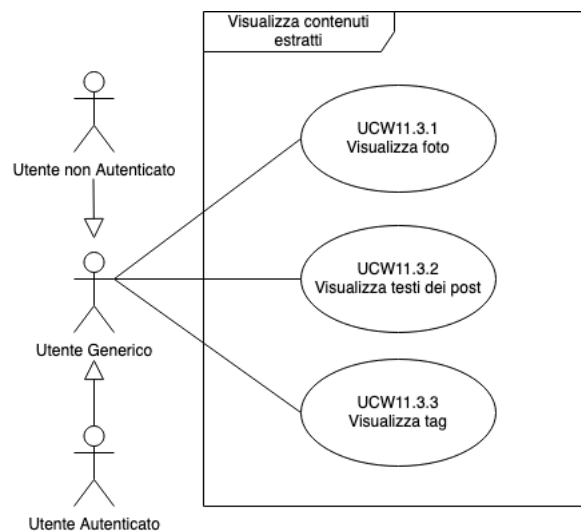 Visualizza contenuti
estratti
UCW11.3.1
Visualizza foto
Utente non Autenticato
UCW11.3.2
Visualizza testi dei post
Utente Generico
UCW11.3.3
Visualizza tag
Utente Autenticato